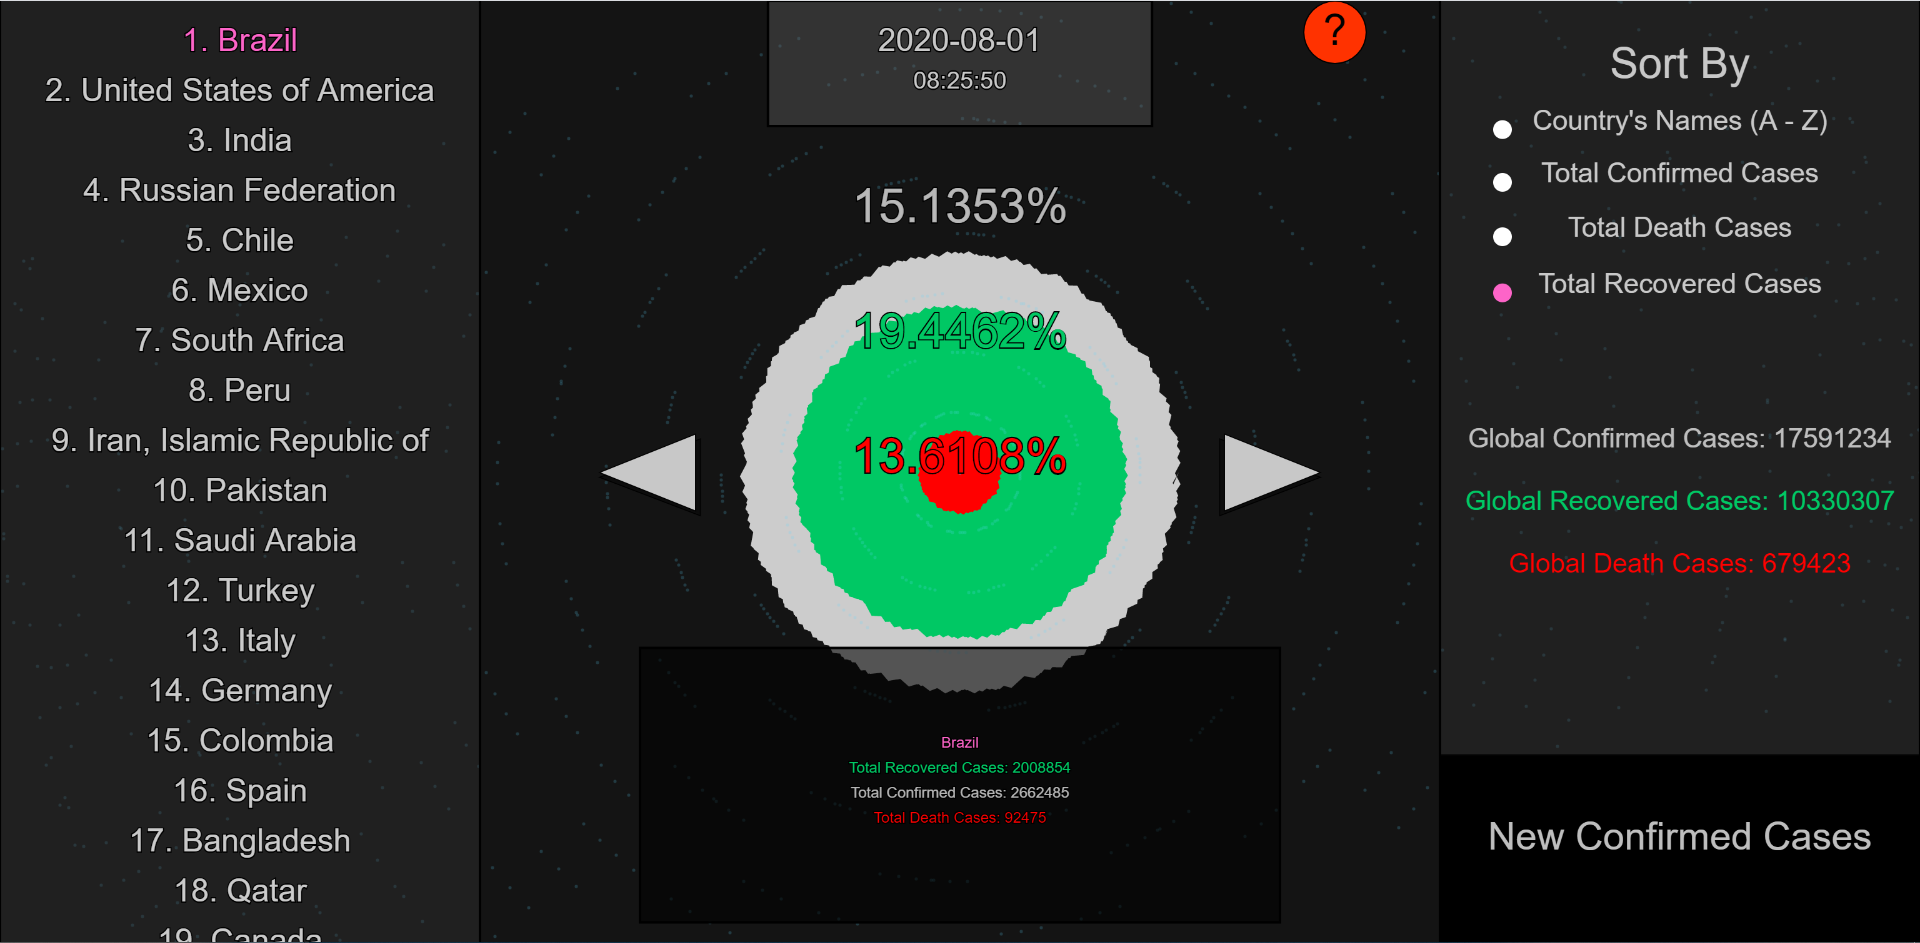 1. Brazil
2. United States of America
3. India
4. Russian Federation
5. Chile
6. Mexico
7. South Africa
8. Peru
9. Iran, Islamic Republic of
10. Pakistan
11. Saudi Arabia
12. Turkey
13. Italy
14. Germany
15. Colombia
16. Spain
17. Bangladesh
18. Qatar
19. Canada
2020-08-01
08:25:50
?
15.1353%
19.4462%
13.6108%
Brazil
Total Recovered Cases: 2008854
Total Confirmed Cases: 2662485
Total Death Cases: 92475
Sort By
Country's Names (A - Z)
Total Confirmed Cases
Total Death Cases
Total Recovered Cases
Global Confirmed Cases: 17591234
Global Recovered Cases: 10330307
Global Death Cases: 679423
New Confirmed Cases